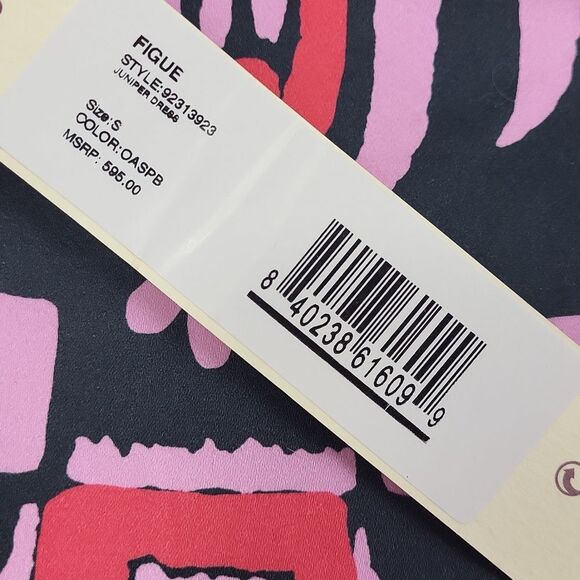 FIGUE
STYLE:92313923
JUNIPER DRESS
Size:S
COLOR:OASPB
MSRP: 595.00
8 40238 61609 9